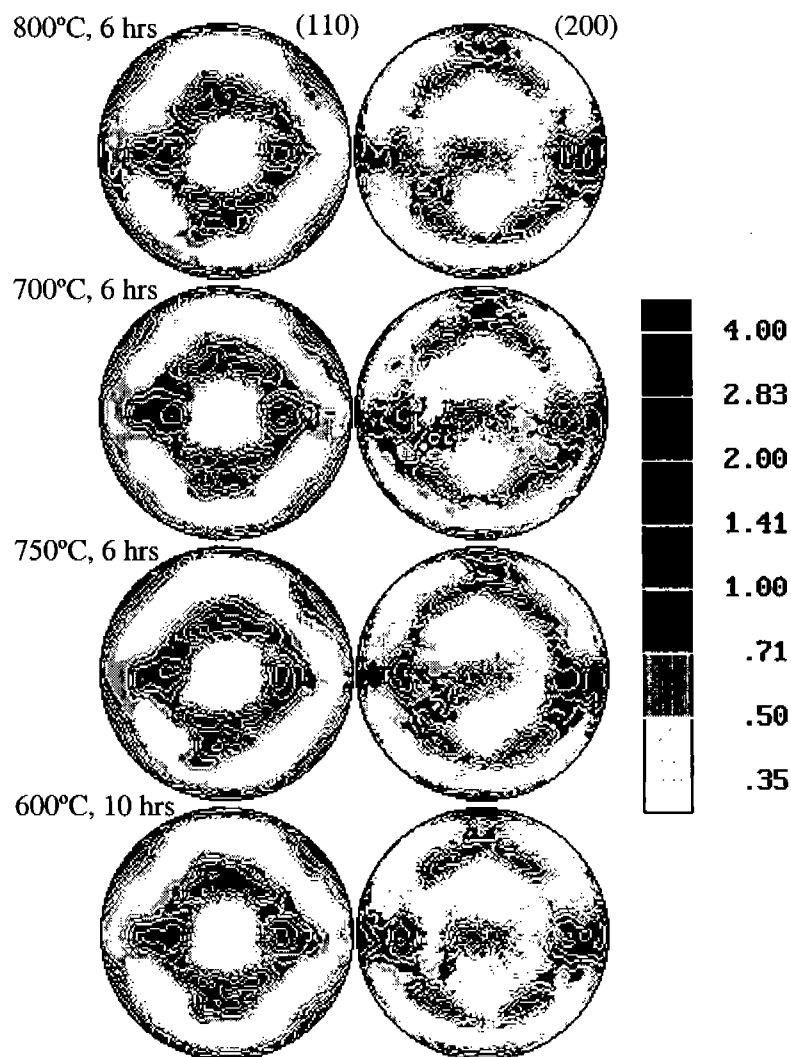 800ºC, 6 hrs (110) (200)
700ºC, 6 hrs
4.00
2.83
2.00
1.41
750ºC, 6 hrs
1.00
.71
.50
.35
600ºC, 10 hrs